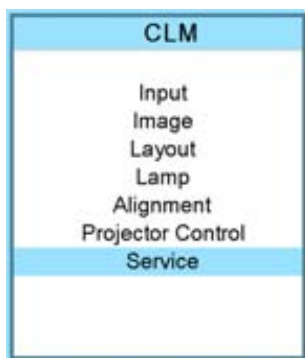 CLM
Input
Image
Layout
Lamp
Alignment
Projector Control
Service